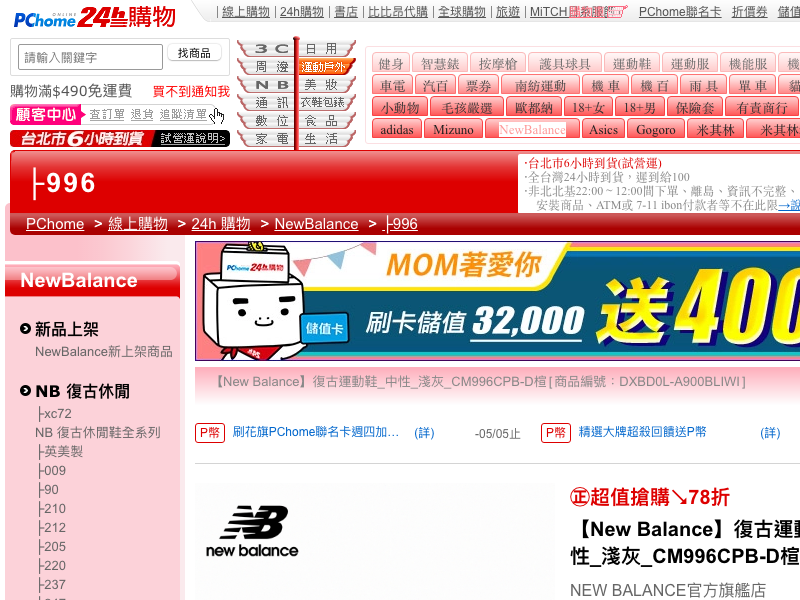 PChome ONLINE 24h購物
| 線上購物 | 24h購物 | 書店 | 比比昂代購 | 全球購物 | 旅遊 | MiTCH
PChome聯名卡 折價券 儲值
請輸入關鍵字
找商品
購物滿$490免運費 買不到通知我
顧客中心 查訂單 退貨 追蹤清單
台北市6小時到貨 試營運說明>
3 C 日 用
周 邊 運動戶外
N B 美 妝
通 訊 衣鞋包錶
數 位 食 品
家 電 生 活
健身 智慧錶 按摩槍 護具球具 運動鞋 運動服 機能服 機
車電 汽百 票券 南紡運動 機 車 機 百 雨 具 單 車 貓
小動物 毛孩嚴選 歐都納 18+女 18+男 保險套 有責商行
adidas Mizuno NewBalance Asics Gogoro 米其林 米其林
├996
‧台北市6小時到貨(試營運)
‧全台灣24小時到貨，遲到給100
‧非北北基22:00～12:00間下單、離島、資訊不完整、
安裝商品、ATM或 7-11 ibon付款者等不在此限→說
PChome > 線上購物 > 24h 購物 > NewBalance > ├996
NewBalance
新品上架
NewBalance新上架商品
NB 復古休閒
├xc72
NB 復古休閒鞋全系列
├英美製
├009
├90
├210
├212
├205
├220
├237
PChome 24h購物
儲值卡
MOM著愛你
刷卡儲值 32,000 送400
【New Balance】復古運動鞋_中性_淺灰_CM996CPB-D楦[商品編號：DXBD0L-A900BLIWI]
P幣 刷花旗PChome聯名卡週四加… (詳) -05/05止 P幣 精選大牌超殺回饋送P幣 (詳)
NB
new balance
㊣超值搶購↘78折
【New Balance】復古運動
性_淺灰_CM996CPB-D楦
NEW BALANCE官方旗艦店